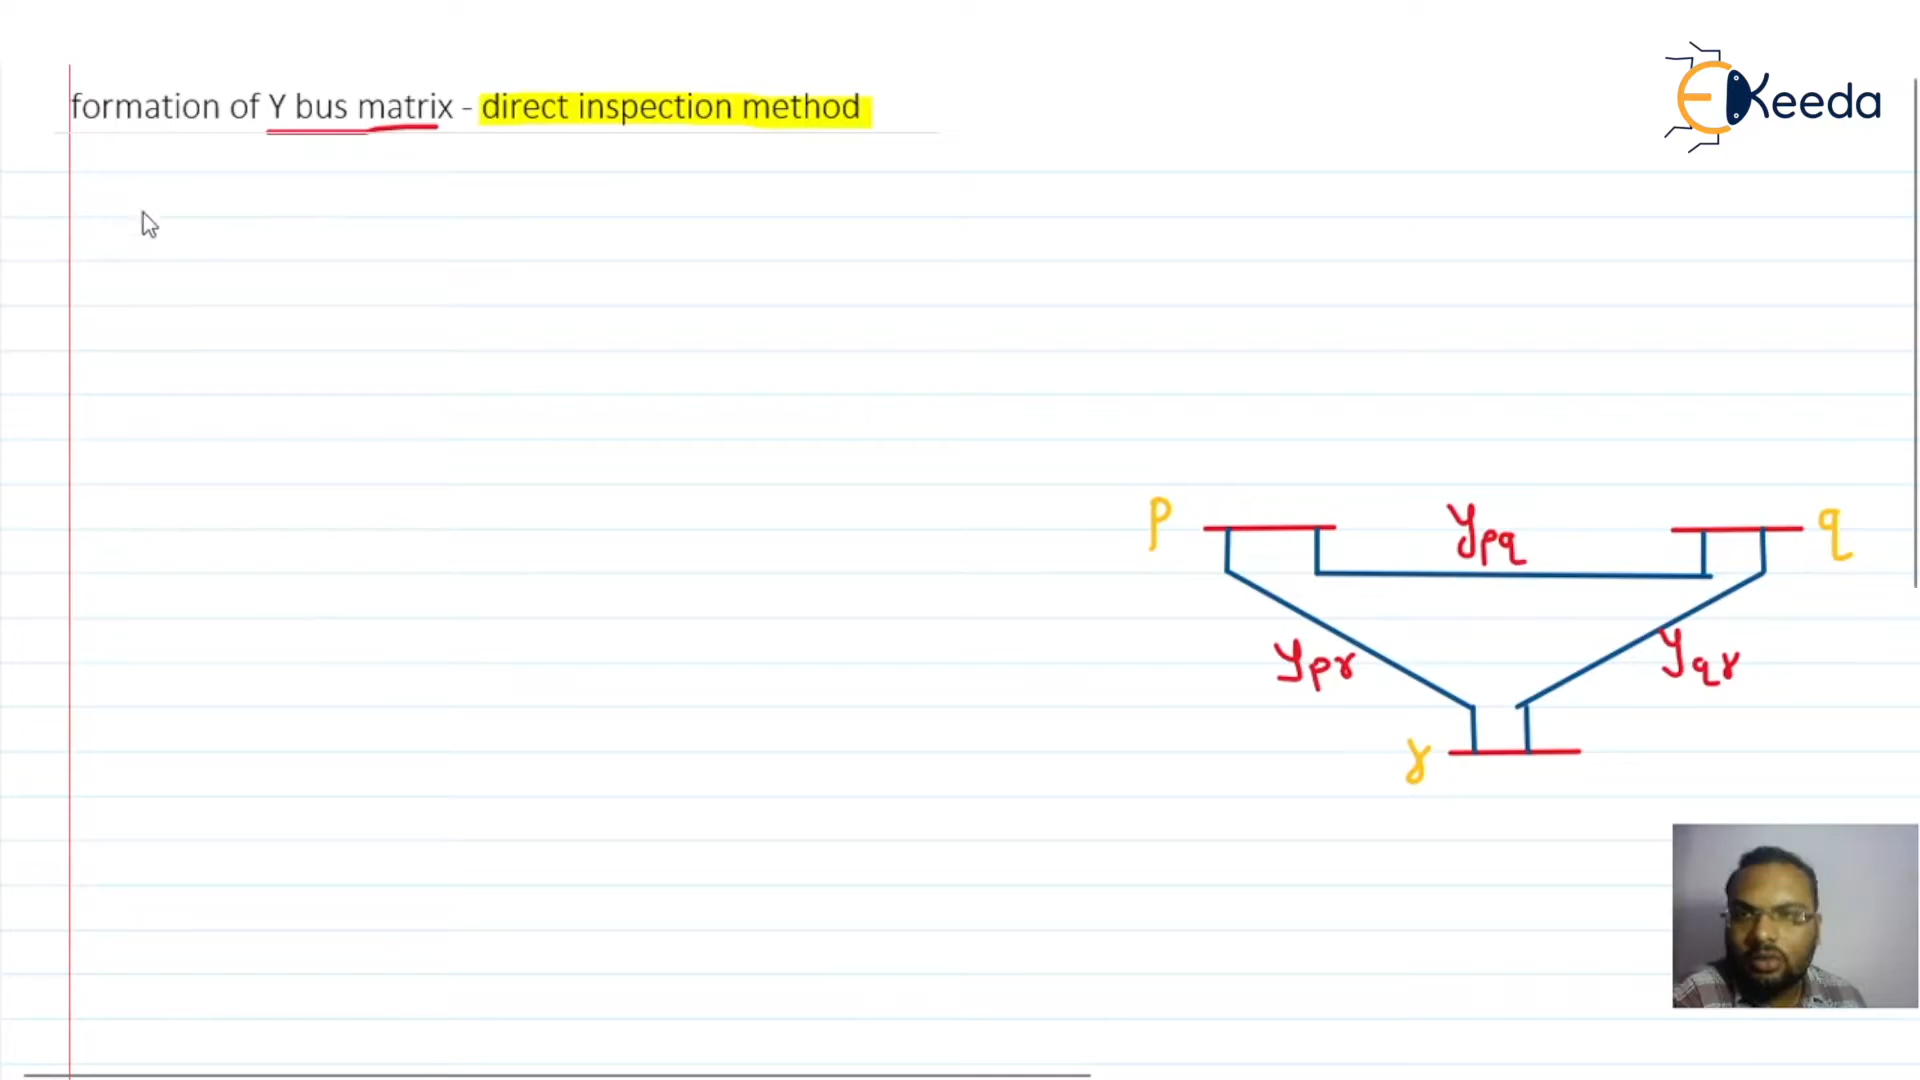 formation of Y bus matrix - direct inspection method
EKeeda
p
ypq
q
ypr
yqr
r